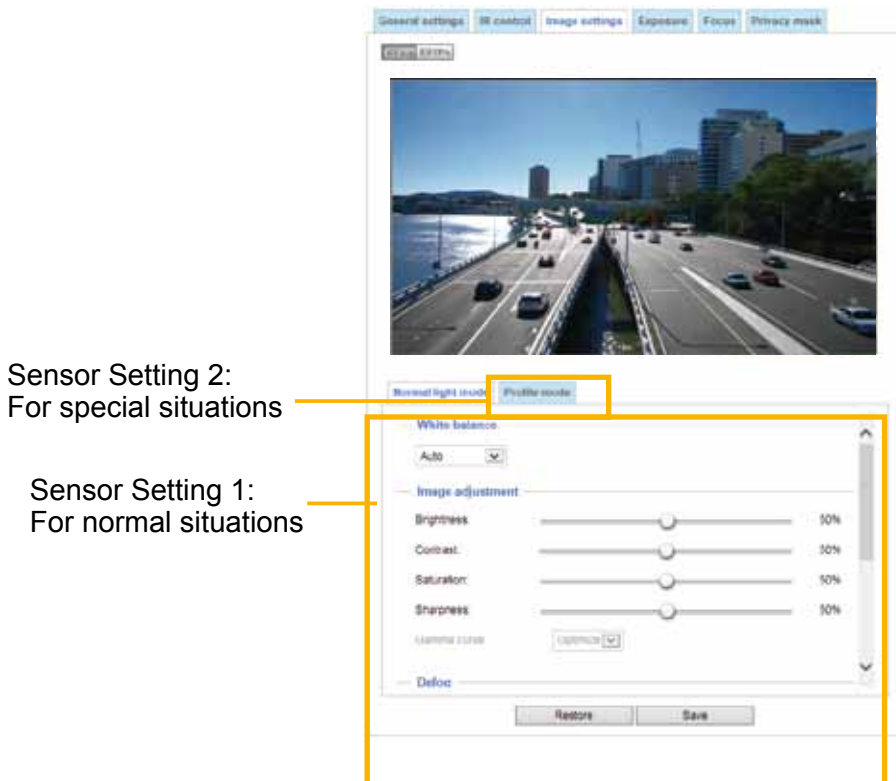 General settings IR control Image settings Exposure Focus Privacy mask
Sensor Setting 2:
For special situations
Normal light mode Profile mode
White balance
Auto
Sensor Setting 1:
For normal situations
Image adjustment
Brightness 50%
Contrast: 50%
Saturation: 50%
Sharpness 50%
Gamma curve Optimize
Defog
Restore Save